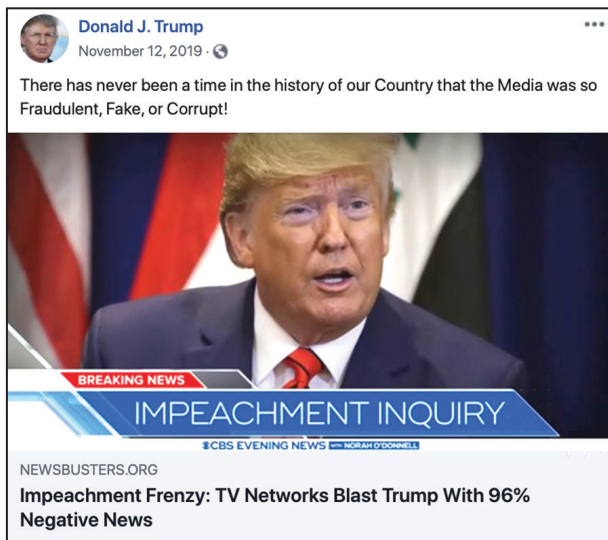 Donald J. Trump
November 12, 2019 ·
There has never been a time in the history of our Country that the Media was so
Fraudulent, Fake, or Corrupt!
BREAKING NEWS
IMPEACHMENT INQUIRY
CBS EVENING NEWS WITH NORAH O'DONNELL
NEWSBUSTERS.ORG
Impeachment Frenzy: TV Networks Blast Trump With 96%
Negative News